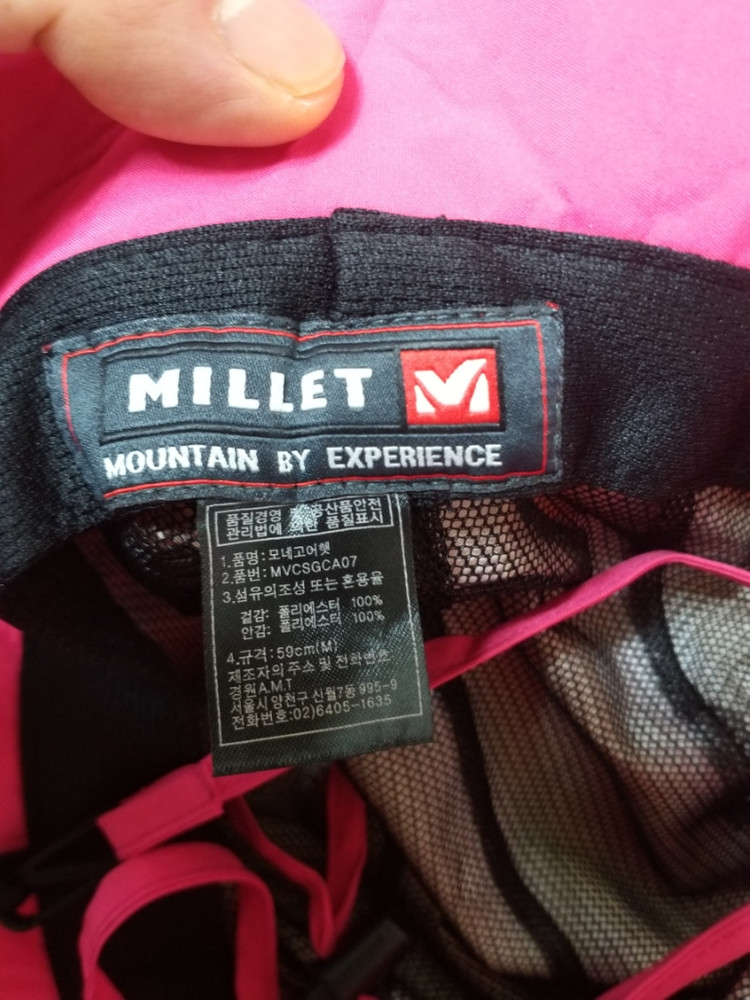 MILLET
MOUNTAIN BY EXPERIENCE
품질경영 및 공산품안전
관리법에 의한 품질표시
1.품명:모네고어햇
2.품번:MVCSGCA07
3.섬유의조성 또는 혼용율
겉감: 폴리에스터 100%
안감: 폴리에스터 100%
4.규격:59cm(M)
제조자의 주소 및 전화번호
경원A.M.T
서울시 양천구 신월7동 995-9
전화번호:02)6405-1635